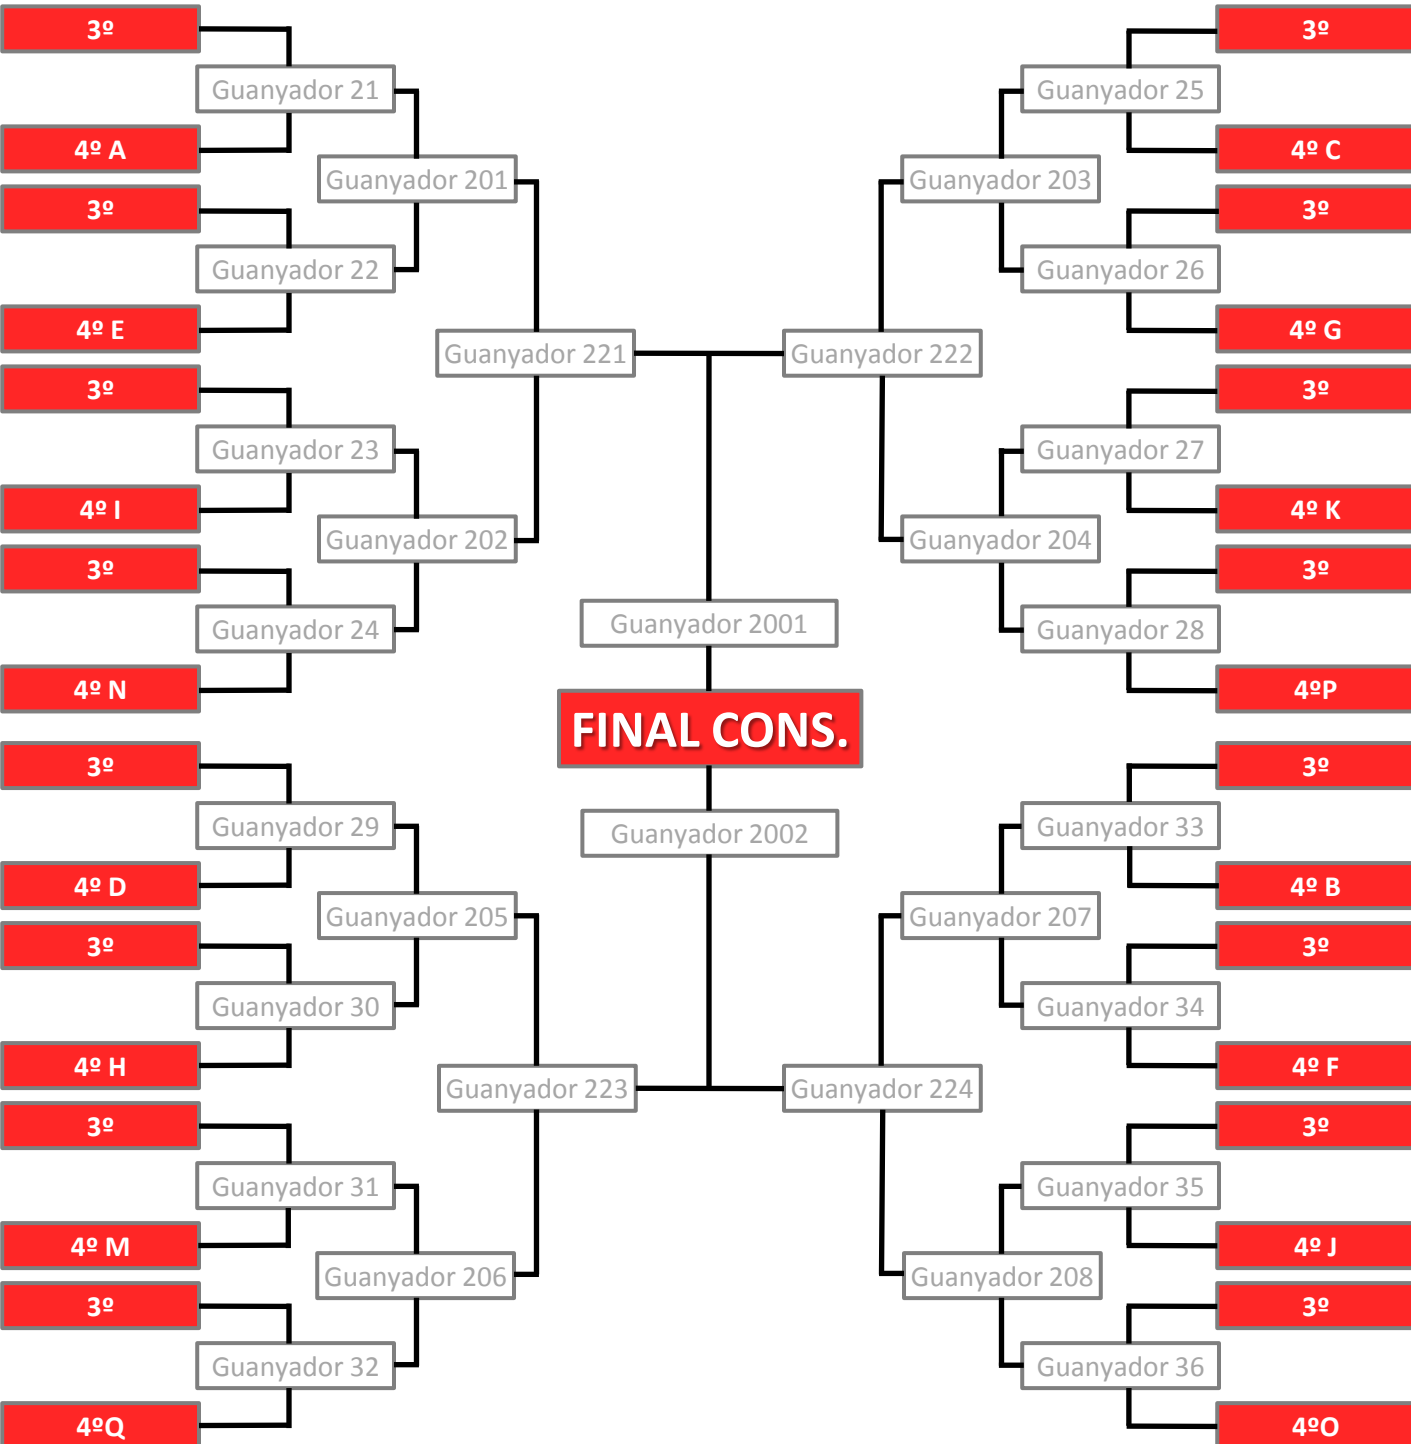 3º
3º
Guanyador 21
Guanyador 25
4º A
4º C
Guanyador 201
Guanyador 203
3º
3º
Guanyador 22
Guanyador 26
4º E
4º G
Guanyador 221
Guanyador 222
3º
3º
Guanyador 23
Guanyador 27
4º I
4º K
Guanyador 202
Guanyador 204
3º
3º
Guanyador 24
Guanyador 2001
Guanyador 28
4º N
4ºP
FINAL CONS.
3º
3º
Guanyador 29
Guanyador 2002
Guanyador 33
4º D
4º B
Guanyador 205
Guanyador 207
3º
3º
Guanyador 30
Guanyador 34
4º H
4º F
Guanyador 223
Guanyador 224
3º
3º
Guanyador 31
Guanyador 35
4º M
4º J
Guanyador 206
Guanyador 208
3º
3º
Guanyador 32
Guanyador 36
4ºQ
4ºO